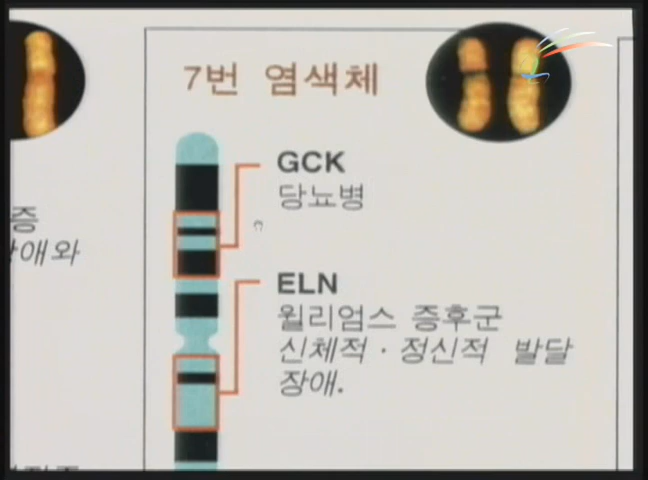 7번 염색체
GCK
당뇨병
증
애와
ELN
윌리엄스 증후군
신체적 · 정신적 발달
장애.